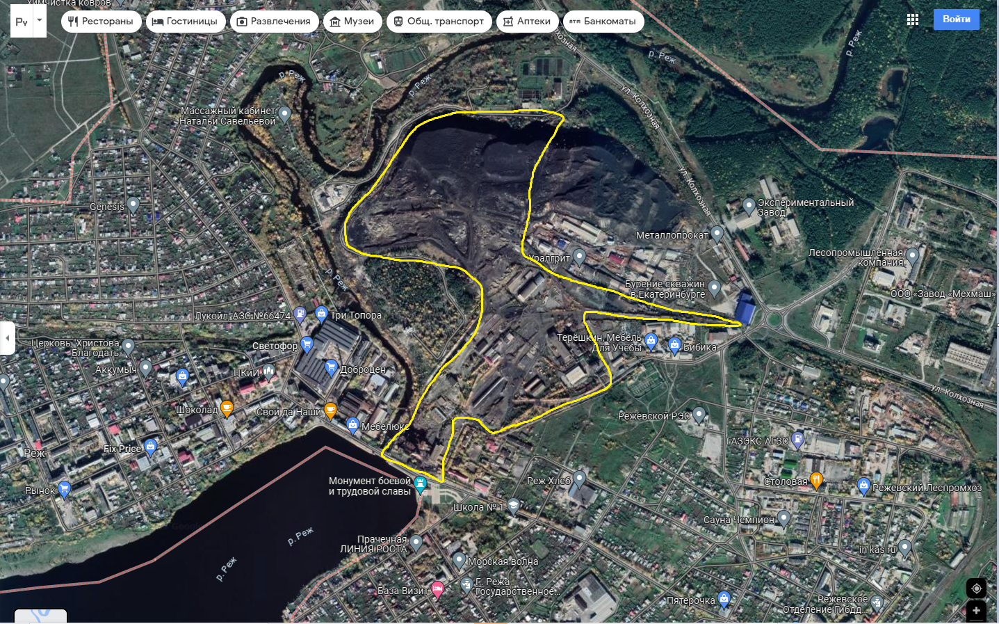 Химчистка ковров
Рестораны
Гостиницы
Развлечения
Музеи
Общ. транспорт
Аптеки
Банкоматы
Войти
ул. Колхозная
р. Реж
р. Реж
р. Реж
р. Реж
ул. Колхозная
Массажный кабинет
Натальи Савельевой
ул. Колхозная
Genesis
Экспериментальный
Завод
Металлопрокат
Лесопромышленная
компания
Уралгрит
р. Реж
Бурение скважин
в Екатеринбурге
ООО «Завод «Мехмаш»
Лукойл, АЗС №66474
Три Топора
Церковь "Христова
Благодать
Светофор
Терёшкин, Мебель
Для Учебы
Бибика
Аккумыч
ЦКиИ
Доброцен
ул. Колхозная
Шоколад
Свои да Наши
Мебелюкс
Режевской РЭС
Fix Price
Реж
ГАЗЭКС АГЗС
Рынок
Монумент боевой
и трудовой славы
Реж Хлеб
Столовая
Режевский Леспромхоз
Школа № 1
Сауна Чемпион
р. Реж
Прачечная
ЛИНИЯ РОСТА
in kas ru
р. Реж
Морская волна
База Визит
Г. Режа
Государственное...
Пятёрочка
Режевское
Отделение Гибдд...